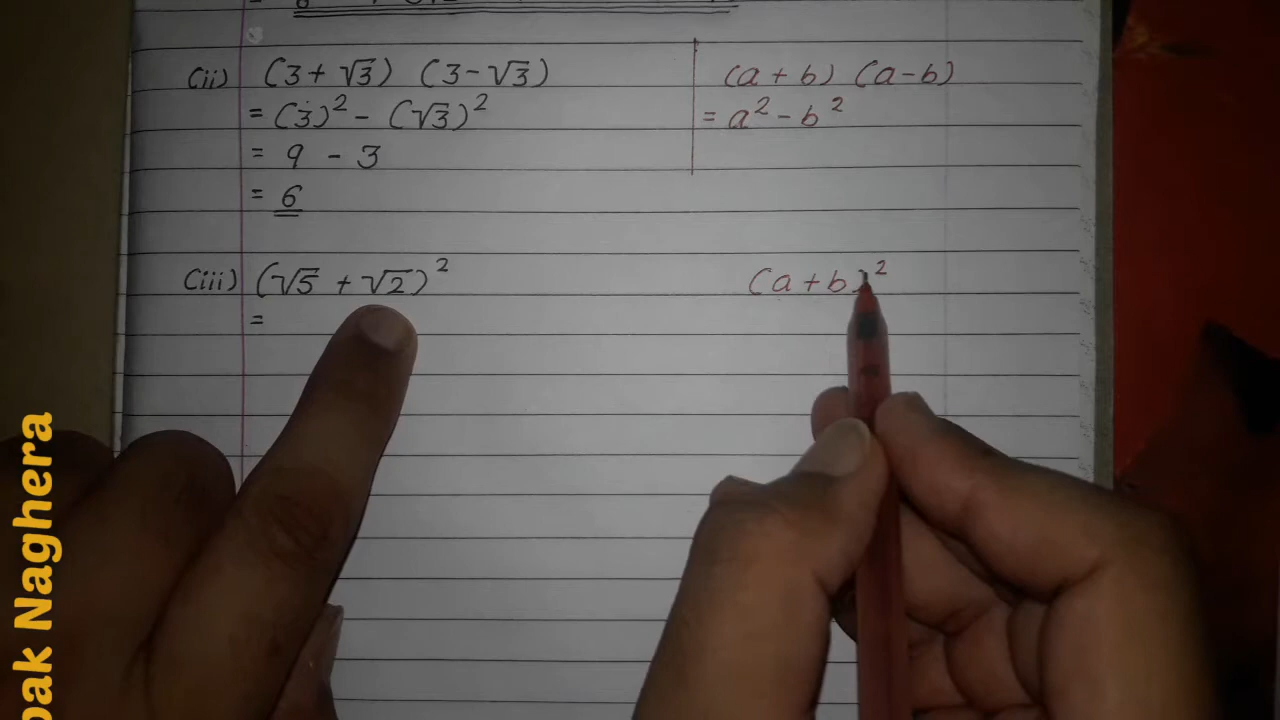 (ii) (3 + √3) (3 - √3)
= (3)² - (√3)²
= 9 - 3
= 6
(a + b) (a - b)
= a² - b²
(iii) (√5 + √2)²
=
(a + b)²
Naghera